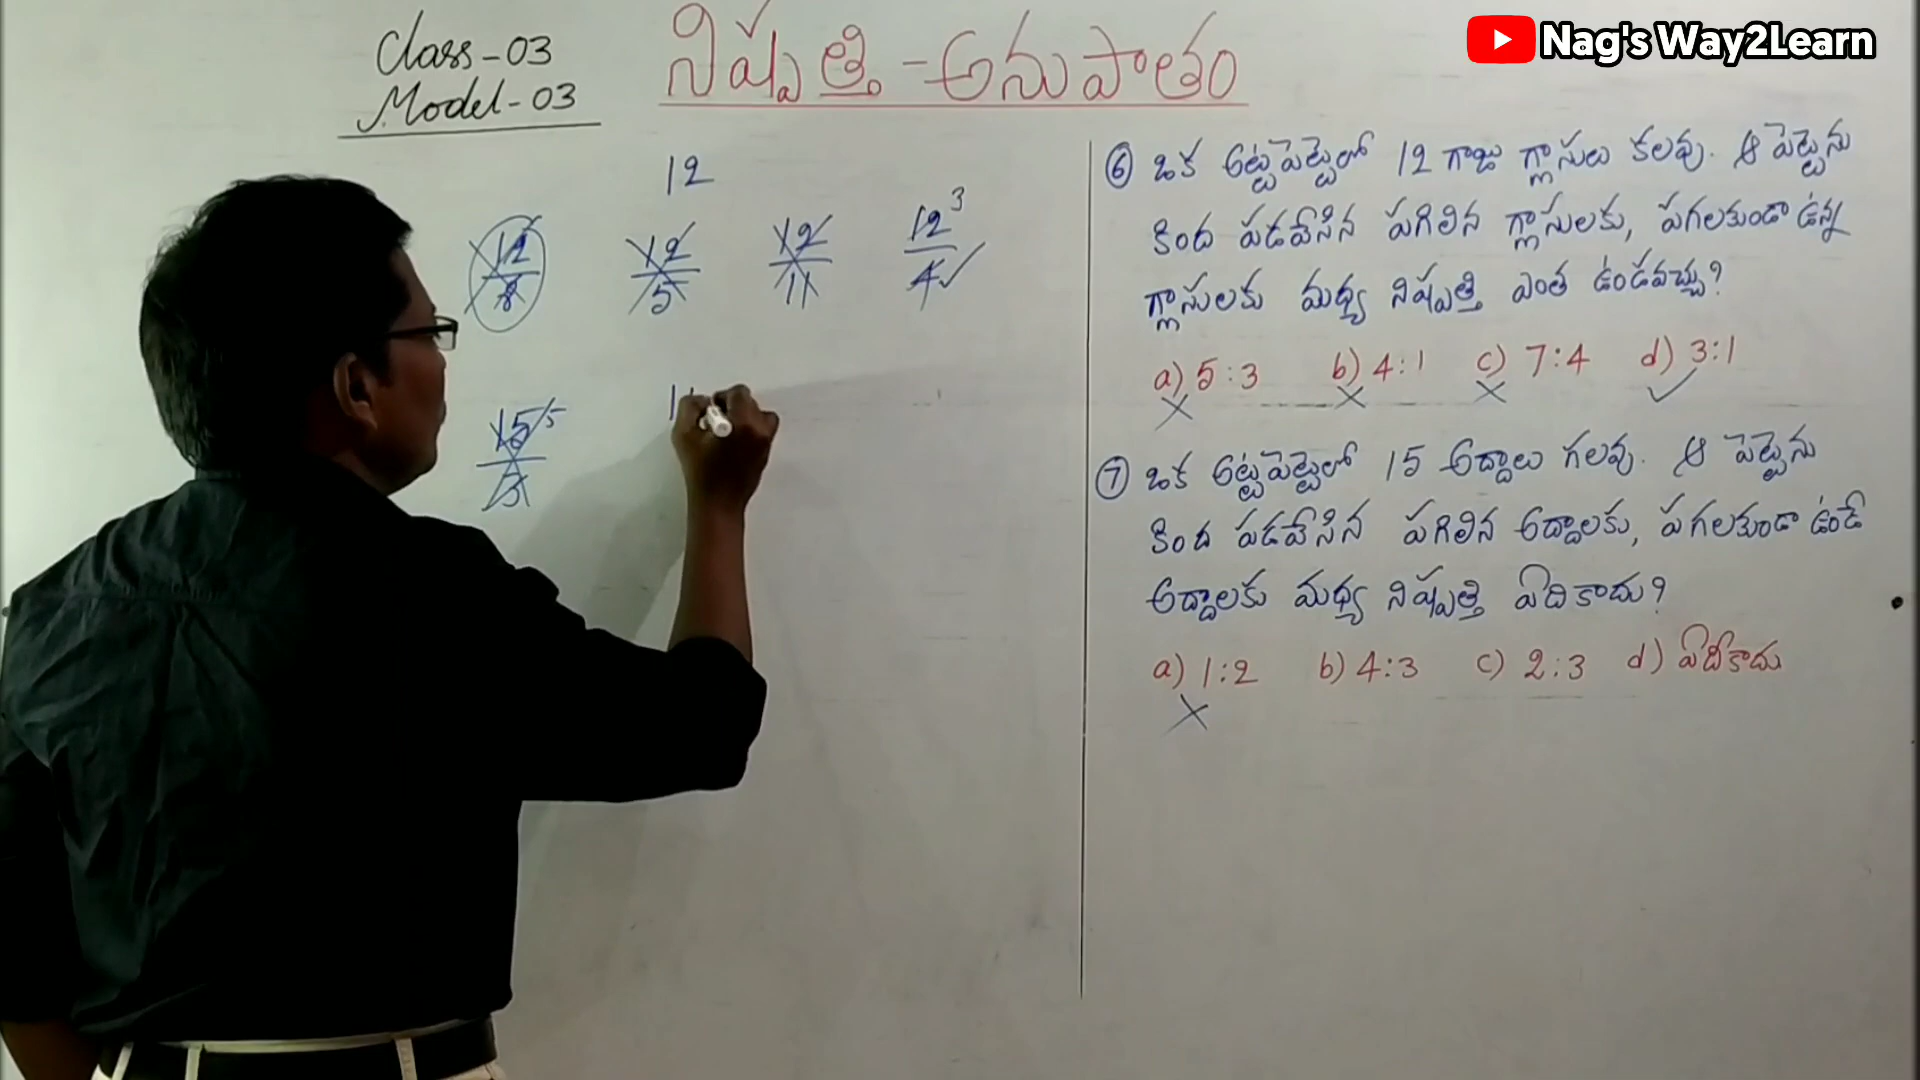 Nag's Way2Learn
Class-03
Model-03
నిష్పత్తి - అనుపాతం
12
12/8 12/5 12/11 12/4 3
15/3 5
⑥ ఒక అట్టపెట్టెలో 12 గాజు గ్లాసులు కలవు. ఆ పెట్టెను
కింద పడవేసిన పగిలిన గ్లాసులకు, పగలకుండా ఉన్న
గ్లాసులకు మధ్య నిష్పత్తి ఎంత ఉండవచ్చు?
a) 5:3 b) 4:1 c) 7:4 d) 3:1
⑦ ఒక అట్టపెట్టెలో 15 అద్దాలు గలవు. ఆ పెట్టెను
కింద పడవేసిన పగిలిన అద్దాలకు, పగలకుండా ఉండే
అద్దాలకు మధ్య నిష్పత్తి ఏదికాదు?
a) 1:2 b) 4:3 c) 2:3 d) ఏదీకాదు